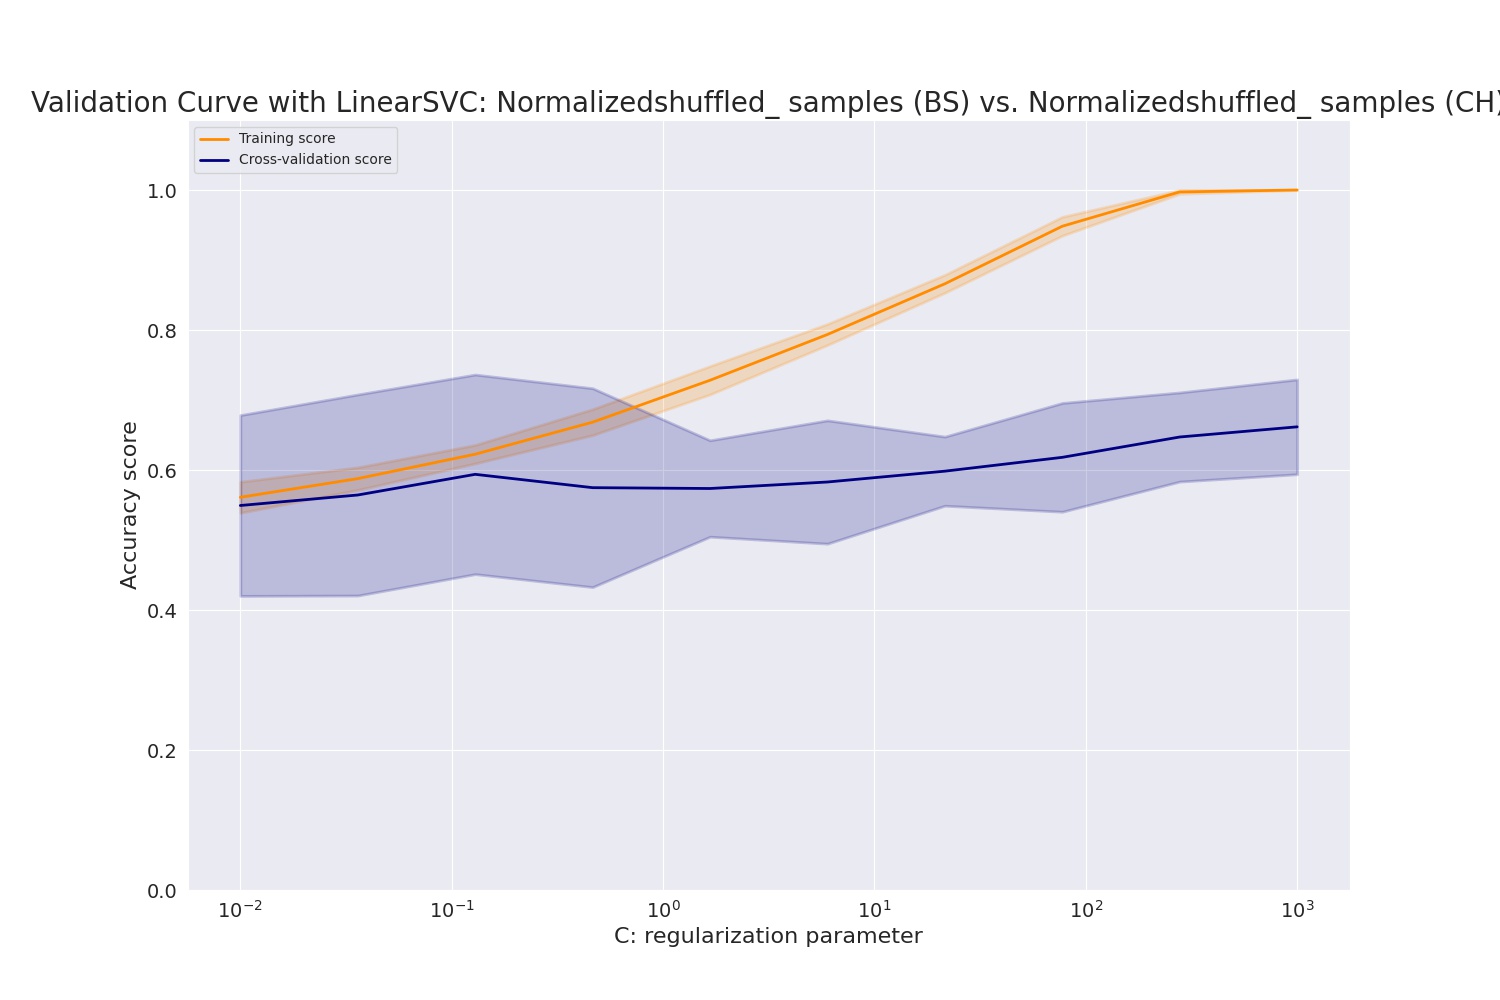 Validation Curve with LinearSVC: Normalizedshuffled_ samples (BS) vs. Normalizedshuffled_ samples (CH)
Training score
Cross-validation score
1.0
0.8
0.6
0.4
0.2
0.0
Accuracy score
10⁻² 10⁻¹ 10⁰ 10¹ 10² 10³
C: regularization parameter